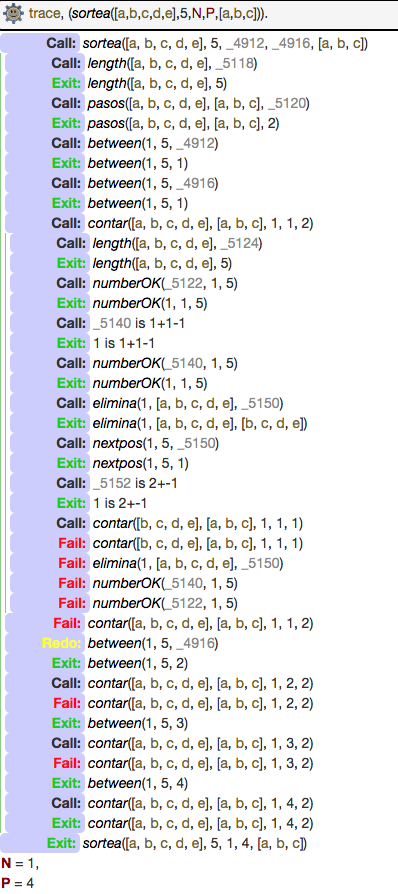 trace, (sortea([a,b,c,d,e],5,N,P,[a,b,c])).
Call: sortea([a, b, c, d, e], 5, _4912, _4916, [a, b, c])
Call: length([a, b, c, d, e], _5118)
Exit: length([a, b, c, d, e], 5)
Call: pasos([a, b, c, d, e], [a, b, c], _5120)
Exit: pasos([a, b, c, d, e], [a, b, c], 2)
Call: between(1, 5, _4912)
Exit: between(1, 5, 1)
Call: between(1, 5, _4916)
Exit: between(1, 5, 1)
Call: contar([a, b, c, d, e], [a, b, c], 1, 1, 2)
Call: length([a, b, c, d, e], _5124)
Exit: length([a, b, c, d, e], 5)
Call: numberOK(_5122, 1, 5)
Exit: numberOK(1, 1, 5)
Call: _5140 is 1+1-1
Exit: 1 is 1+1-1
Call: numberOK(_5140, 1, 5)
Exit: numberOK(1, 1, 5)
Call: elimina(1, [a, b, c, d, e], _5150)
Exit: elimina(1, [a, b, c, d, e], [b, c, d, e])
Call: nextpos(1, 5, _5150)
Exit: nextpos(1, 5, 1)
Call: _5152 is 2+-1
Exit: 1 is 2+-1
Call: contar([b, c, d, e], [a, b, c], 1, 1, 1)
Fail: contar([b, c, d, e], [a, b, c], 1, 1, 1)
Fail: elimina(1, [a, b, c, d, e], _5150)
Fail: numberOK(_5140, 1, 5)
Fail: numberOK(_5122, 1, 5)
Fail: contar([a, b, c, d, e], [a, b, c], 1, 1, 2)
Redo: between(1, 5, _4916)
Exit: between(1, 5, 2)
Call: contar([a, b, c, d, e], [a, b, c], 1, 2, 2)
Fail: contar([a, b, c, d, e], [a, b, c], 1, 2, 2)
Exit: between(1, 5, 3)
Call: contar([a, b, c, d, e], [a, b, c], 1, 3, 2)
Fail: contar([a, b, c, d, e], [a, b, c], 1, 3, 2)
Exit: between(1, 5, 4)
Call: contar([a, b, c, d, e], [a, b, c], 1, 4, 2)
Exit: contar([a, b, c, d, e], [a, b, c], 1, 4, 2)
Exit: sortea([a, b, c, d, e], 5, 1, 4, [a, b, c])
N = 1,
P = 4